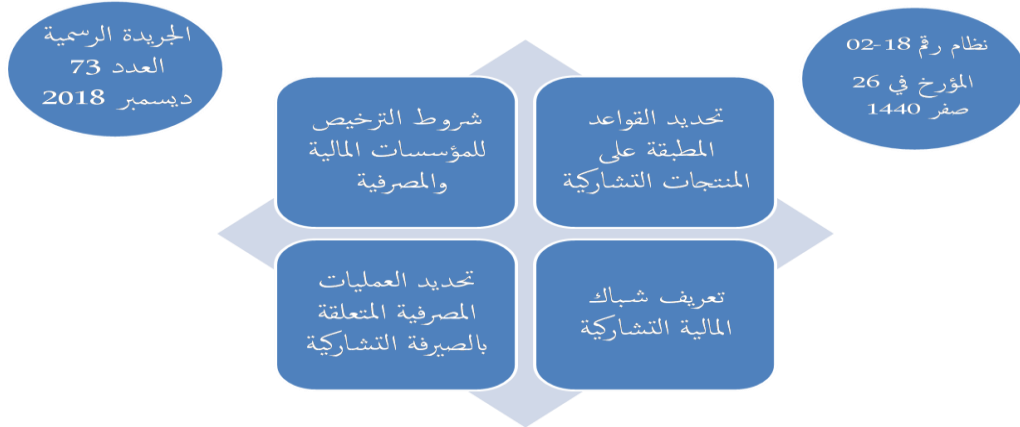 نظام رقم 18-02
المؤرخ في 26
صفر 1440
الجريدة الرسمية
العدد 73
ديسمبر 2018
تحديد القواعد
المطبقة على
المنتجات التشاركية
شروط الترخيص
للمؤسسات المالية
والمصرفية
تعريف شباك
المالية التشاركية
تحديد العمليات
المصرفية المتعلقة
بالصيرفة التشاركية